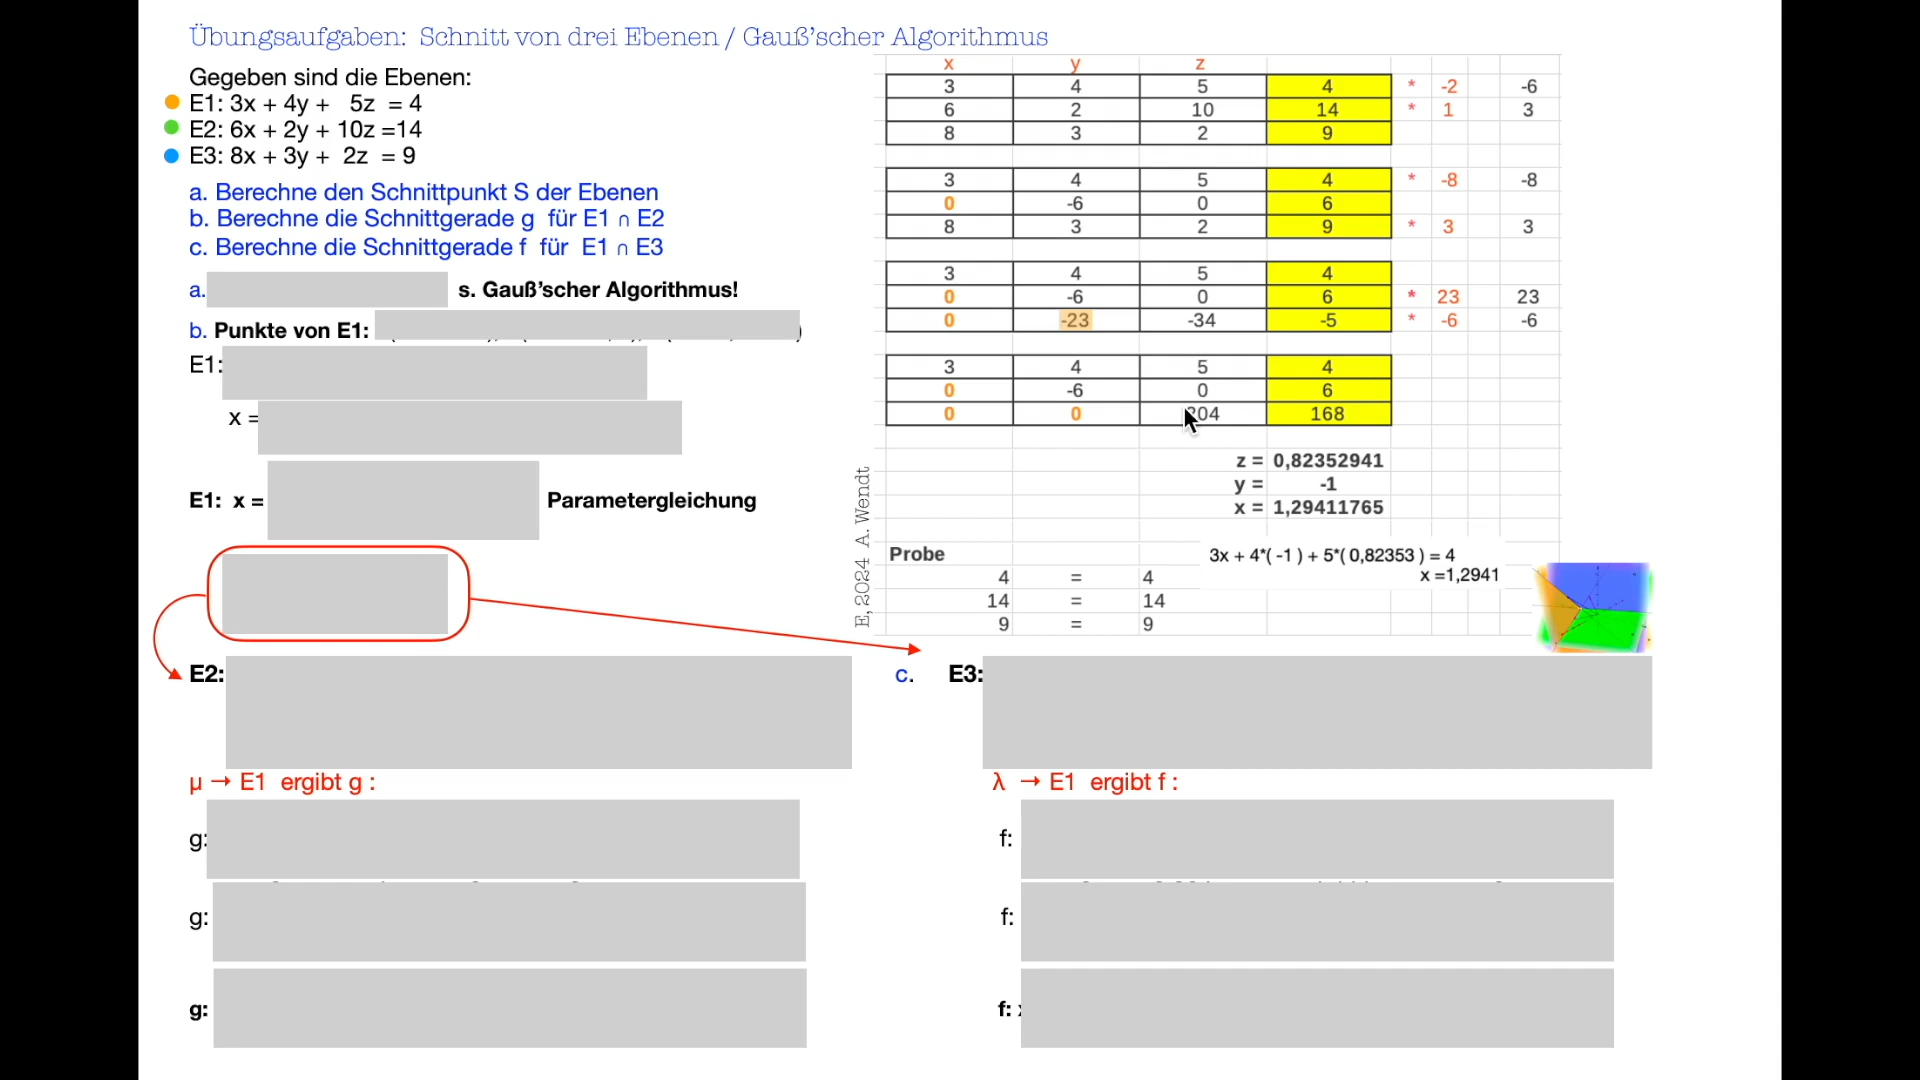 Übungsaufgaben: Schnitt von drei Ebenen / Gauß'scher Algorithmus
Gegeben sind die Ebenen:
E1: 3x + 4y + 5z = 4
E2: 6x + 2y + 10z =14
E3: 8x + 3y + 2z = 9
a. Berechne den Schnittpunkt S der Ebenen
b. Berechne die Schnittgerade g für E1 ∩ E2
c. Berechne die Schnittgerade f für E1 ∩ E3
a. s. Gauß'scher Algorithmus!
b. Punkte von E1:
E1:
x =
E1: x = Parametergleichung
E2:
μ → E1 ergibt g :
g:
g:
g:
x y z
3 4 5 4 * -2 -6
6 2 10 14 * 1 3
8 3 2 9
3 4 5 4 * -8 -8
0 -6 0 6
8 3 2 9 * 3 3
3 4 5 4
0 -6 0 6 * 23 23
0 -23 -34 -5 * -6 -6
3 4 5 4
0 -6 0 6
0 0 204 168
z = 0,82352941
y = -1
x = 1,29411765
Probe
4 = 4
14 = 14
9 = 9
3x + 4*( -1 ) + 5*( 0,82353 ) = 4
x =1,2941
E, 2024 A. Wendt
c. E3:
λ → E1 ergibt f :
f:
f:
f: